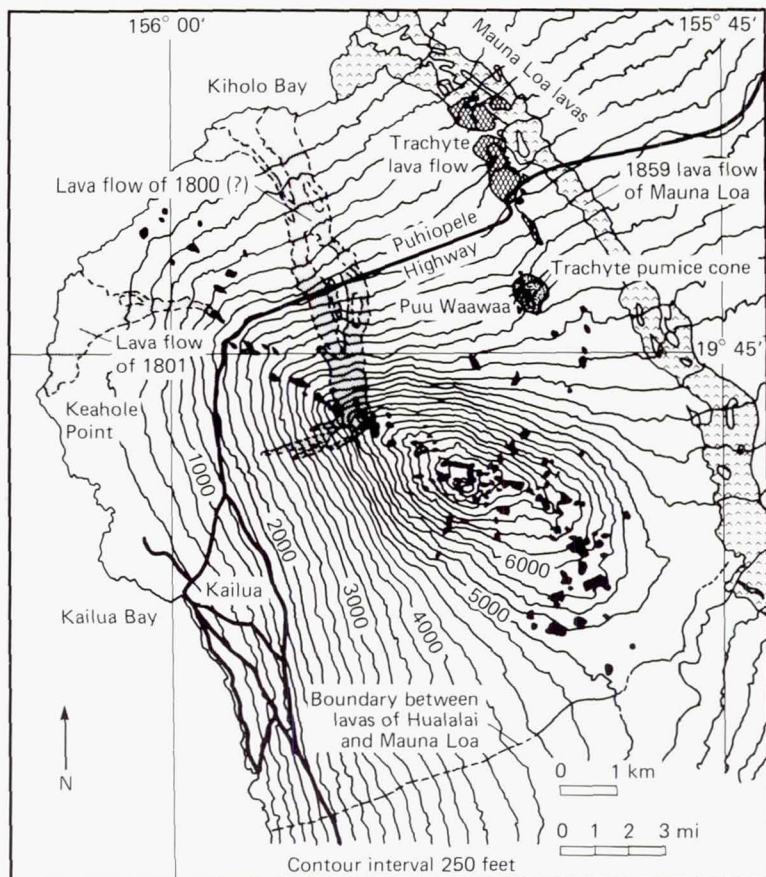 156° 00'
155° 45'
Kiholo Bay
Mauna Loa lavas
Trachyte
lava flow
Lava flow of 1800 (?)
1859 lava flow
of Mauna Loa
Puhiopele
Highway
Trachyte pumice cone
Puu Waawaa
Lava flow
of 1801
19° 45'
Keahole
Point
1000
2000
3000
4000
5000
6000
Kailua
Kailua Bay
Boundary between
lavas of Hualalai
and Mauna Loa
N
0 1 km
0 1 2 3 mi
Contour interval 250 feet